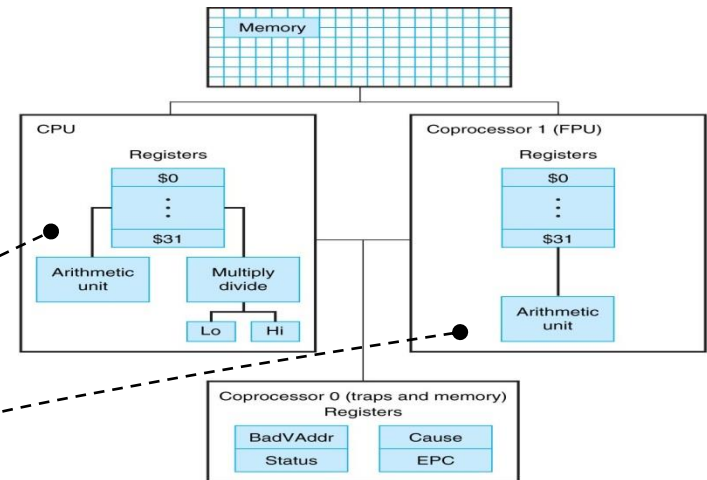 Memory
CPU
Registers
$0
$31
Arithmetic
unit
Multiply
divide
Lo
Hi
Coprocessor 1 (FPU)
Registers
$0
$31
Arithmetic
unit
Coprocessor 0 (traps and memory)
Registers
BadVAddr
Cause
Status
EPC